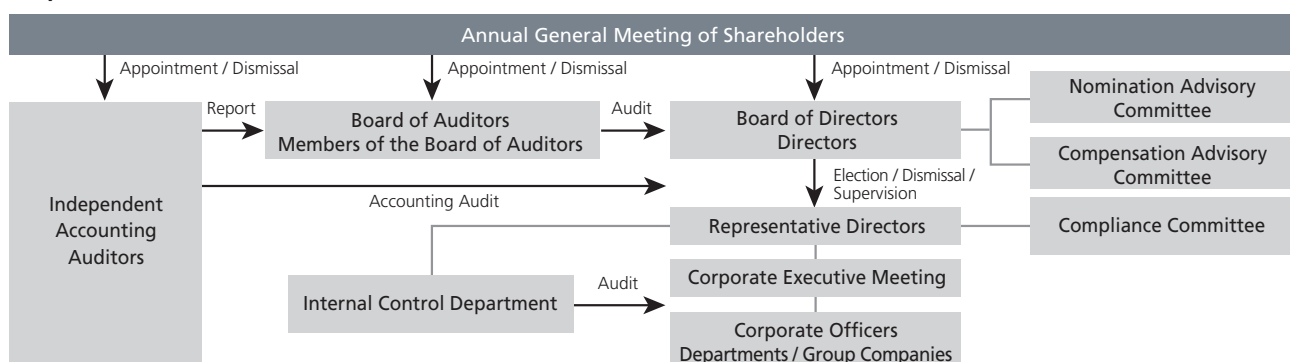 Annual General Meeting of Shareholders
Appointment / Dismissal
Appointment / Dismissal
Appointment / Dismissal
Nomination Advisory
Committee
Report
Board of Auditors
Members of the Board of Auditors
Audit
Board of Directors
Directors
Compensation Advisory
Committee
Independent
Accounting
Auditors
Accounting Audit
Election / Dismissal /
Supervision
Representative Directors
Compliance Committee
Internal Control Department
Audit
Corporate Executive Meeting
Corporate Officers
Departments / Group Companies